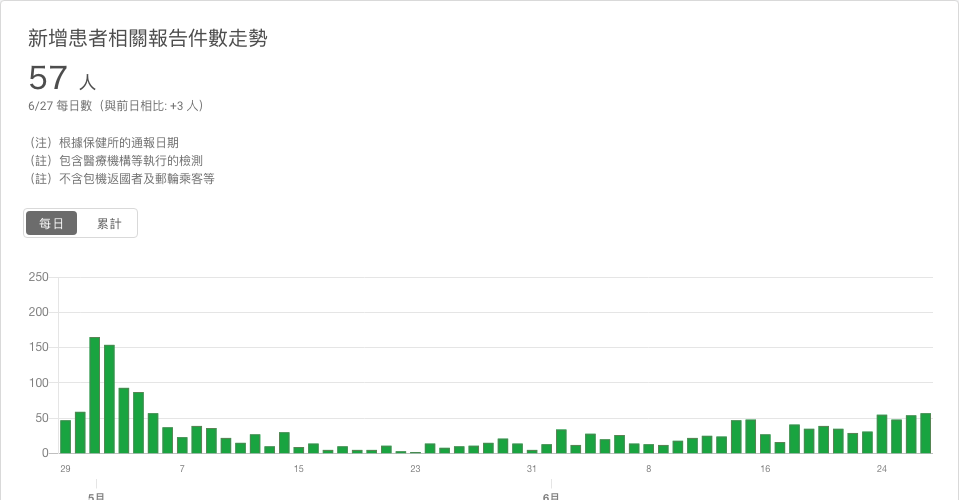 新增患者相關報告件數走勢
57 人
6/27 每日數（與前日相比: +3 人）
（注）根據保健所的通報日期
（註）包含醫療機構等執行的檢測
（註）不含包機返國者及郵輪乘客等
每日 累計
250
200
150
100
50
0
29 7 15 23 31 8 16 24
5月 6月